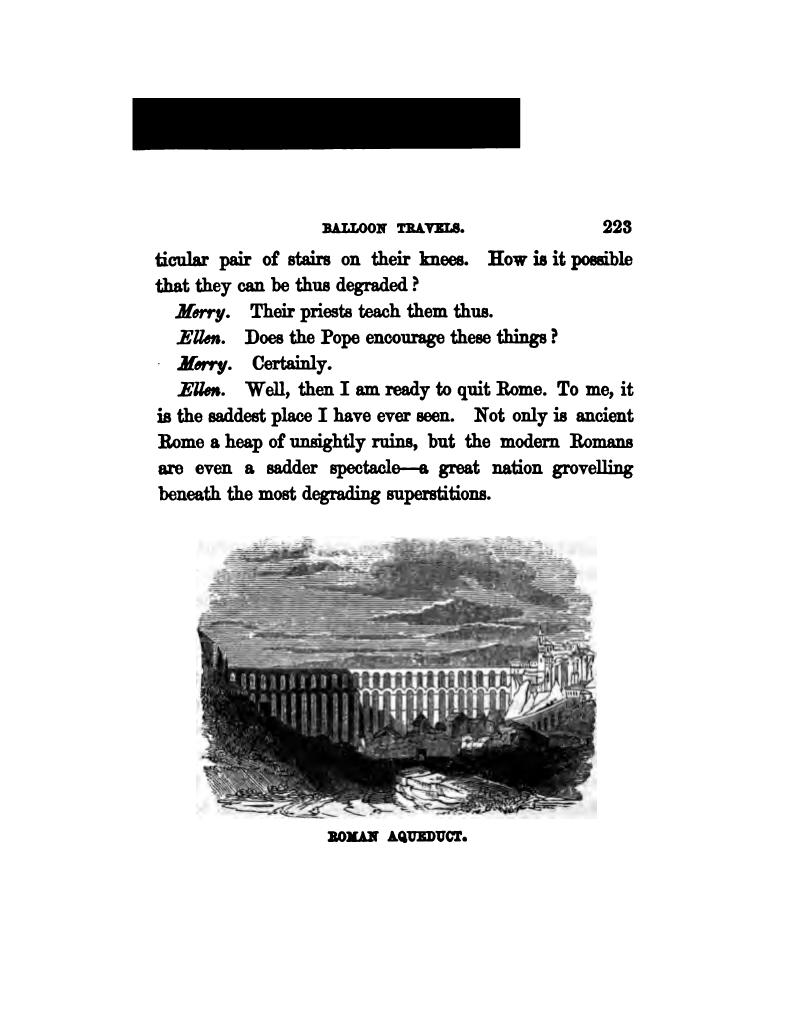 BALLOON TRAVELS. 223
ticular pair of stairs on their knees. How is it possible
that they can be thus degraded ?
Merry. Their priests teach them thus.
Ellen. Does the Pope encourage these things ?
Merry. Certainly.
Ellen. Well, then I am ready to quit Rome. To me, it
is the saddest place I have ever seen. Not only is ancient
Rome a heap of unsightly ruins, but the modern Romans
are even a sadder spectacle—a great nation grovelling
beneath the most degrading superstitions.
ROMAN AQUEDUCT.